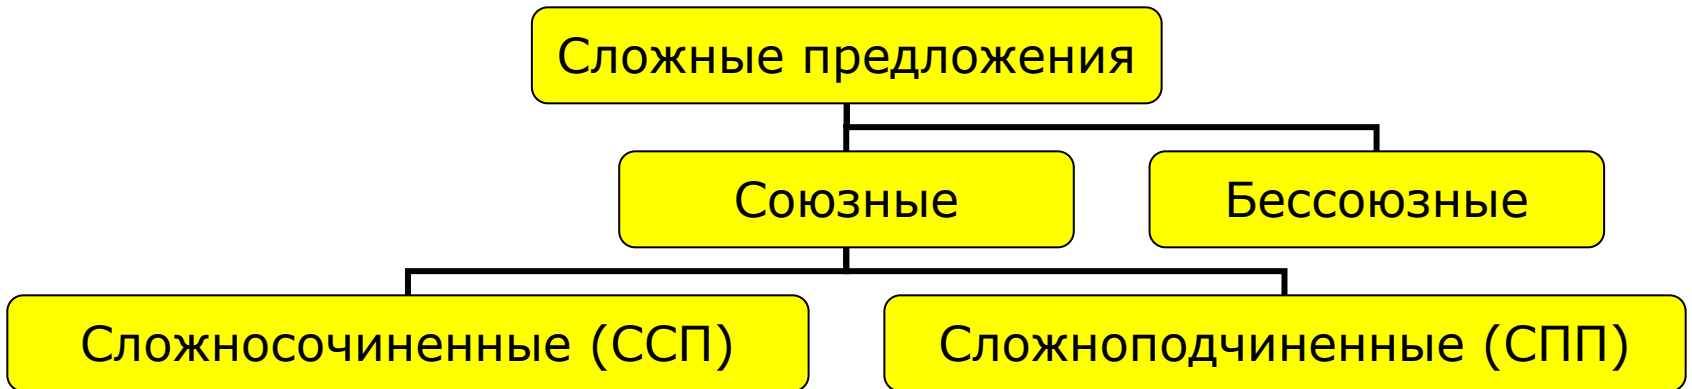 Сложные предложения
Союзные
Бессоюзные
Сложносочиненные (ССП)
Сложноподчиненные (СПП)